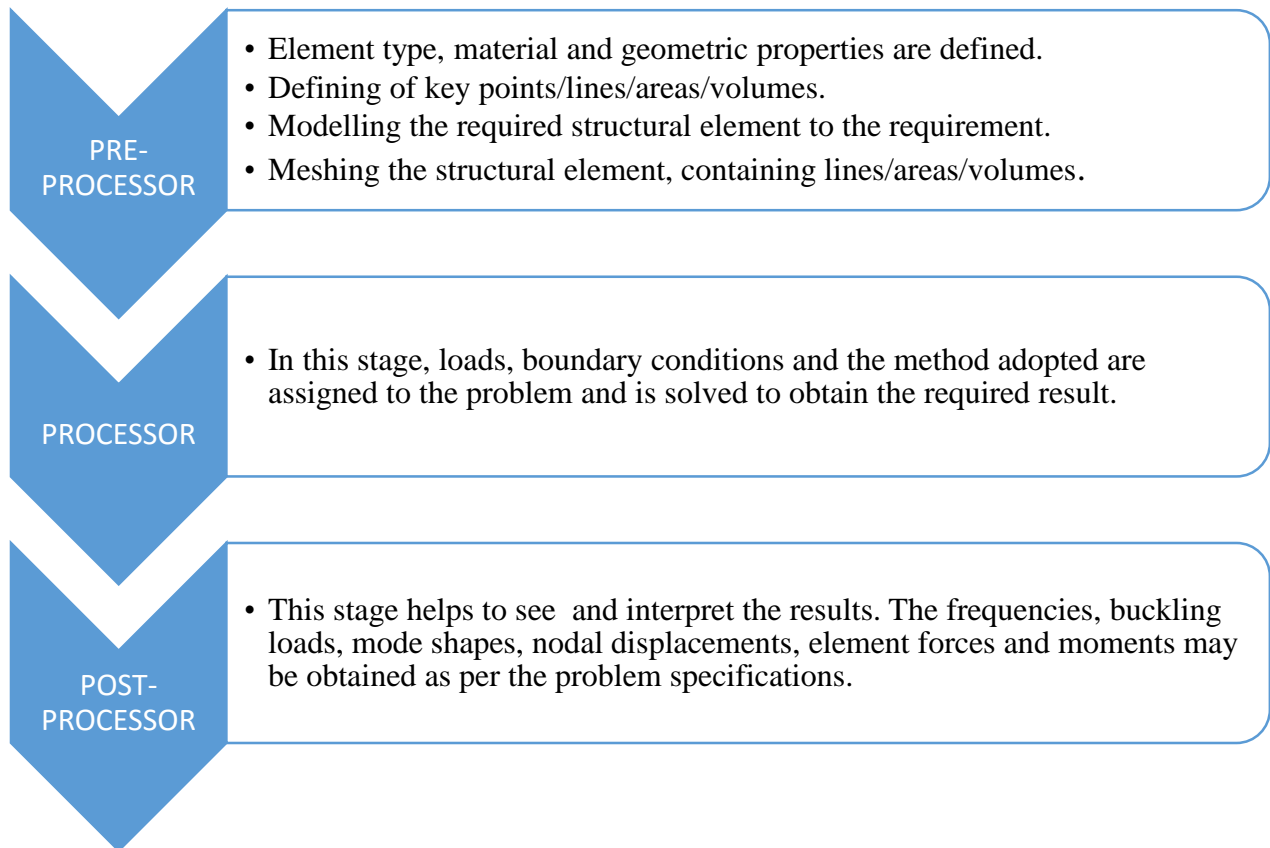 PRE-
PROCESSOR
• Element type, material and geometric properties are defined.
• Defining of key points/lines/areas/volumes.
• Modelling the required structural element to the requirement.
• Meshing the structural element, containing lines/areas/volumes.
PROCESSOR
• In this stage, loads, boundary conditions and the method adopted are
assigned to the problem and is solved to obtain the required result.
POST-
PROCESSOR
• This stage helps to see  and interpret the results. The frequencies, buckling
loads, mode shapes, nodal displacements, element forces and moments may
be obtained as per the problem specifications.